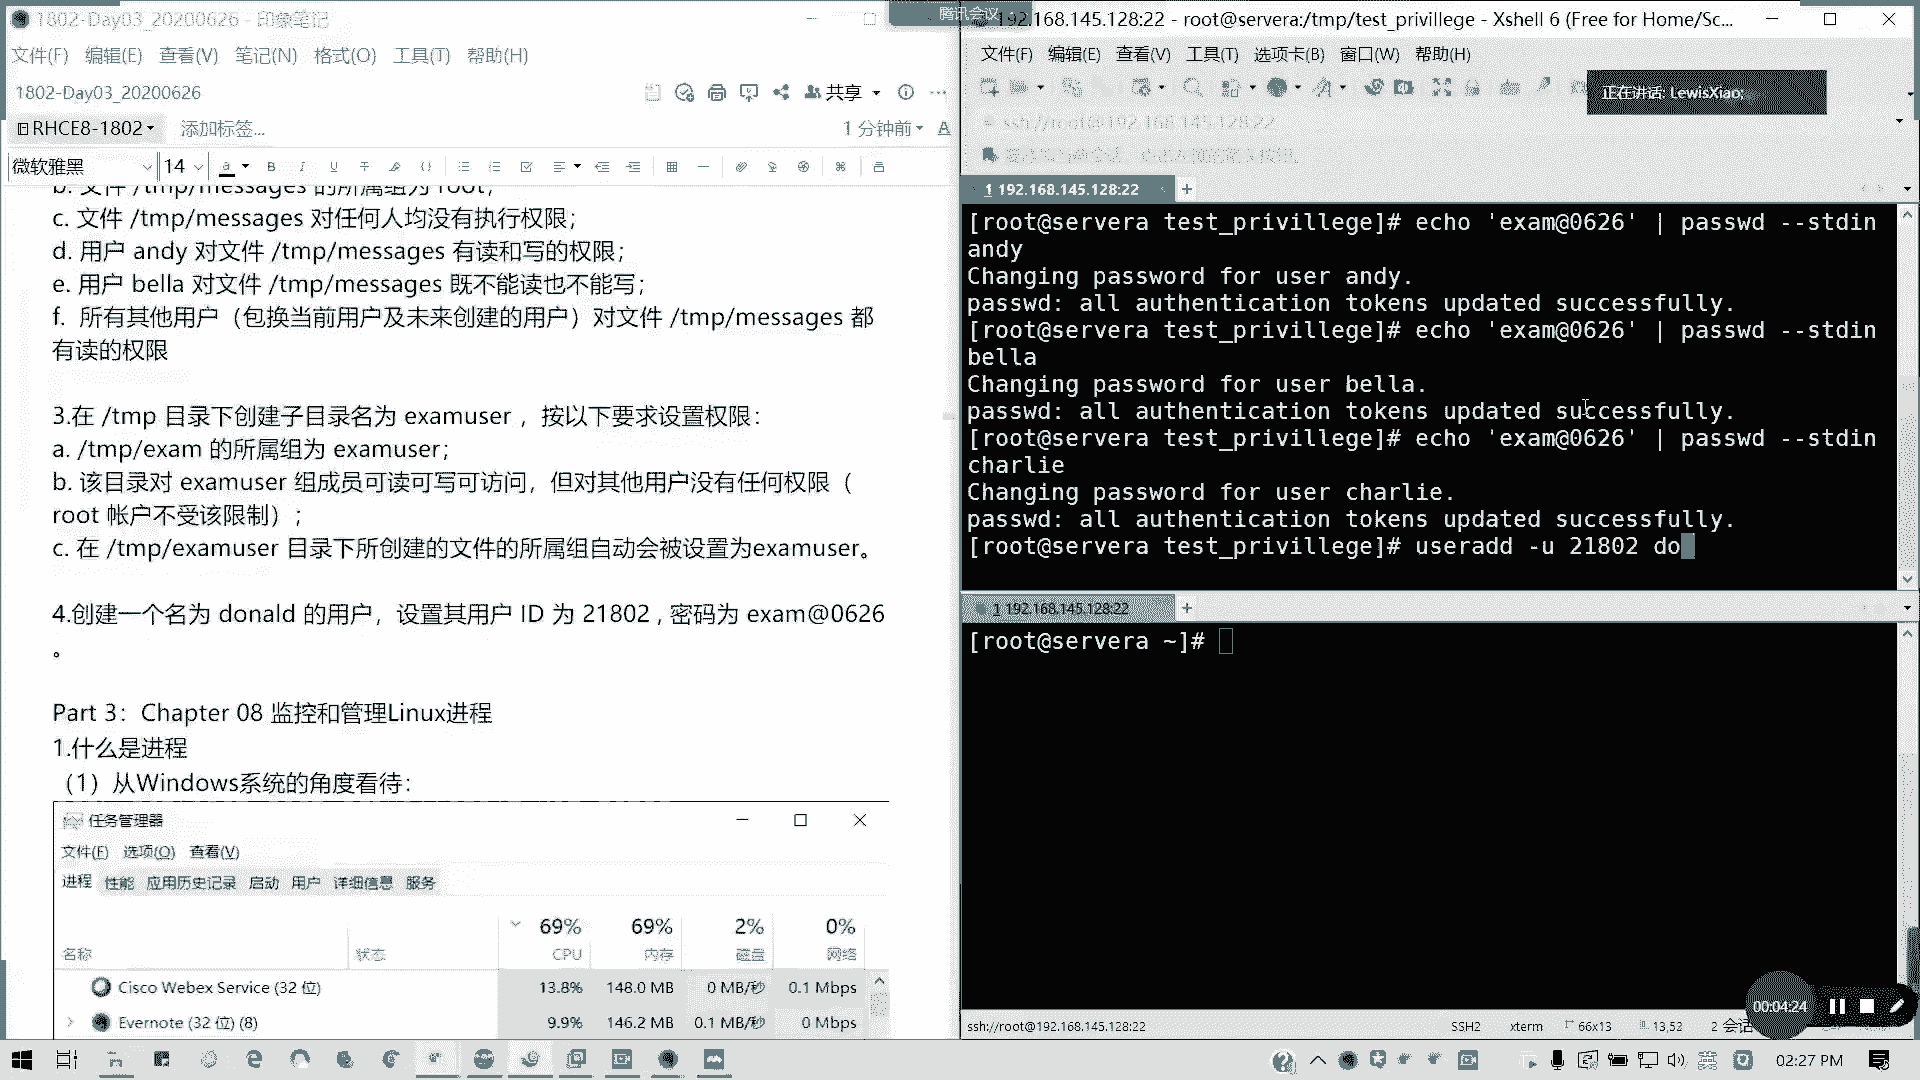 1802-Day03_20200626 - 印象笔记
文件(F) 编辑(E) 查看(V) 笔记(N) 格式(O) 工具(T) 帮助(H)
1802-Day03_20200626
共享
RHCE8-1802
添加标签...
1 分钟前
微软雅黑
14
b. 文件 /tmp/messages 的所属组为 root；
c. 文件 /tmp/messages 对任何人均没有执行权限；
d. 用户 andy 对文件 /tmp/messages 有读和写的权限；
e. 用户 bella 对文件 /tmp/messages 既不能读也不能写；
f. 所有其他用户（包换当前用户及未来创建的用户）对文件 /tmp/messages 都
有读的权限
3.在 /tmp 目录下创建子目录名为 examuser ，按以下要求设置权限：
a. /tmp/exam 的所属组为 examuser；
b. 该目录对 examuser 组成员可读可写可访问，但对其他用户没有任何权限（
root 帐户不受该限制）；
c. 在 /tmp/examuser 目录下所创建的文件的所属组自动会被设置为examuser。
4.创建一个名为 donald 的用户，设置其用户 ID 为 21802 , 密码为 exam@0626
。
Part 3：Chapter 08 监控和管理Linux进程
1.什么是进程
（1）从Windows系统的角度看待：
任务管理器
文件(F) 选项(O) 查看(V)
进程 性能 应用历史记录 启动 用户 详细信息 服务
69% 69% 2% 0%
名称 状态 CPU 内存 磁盘 网络
Cisco Webex Service (32 位) 13.8% 148.0 MB 0 MB/秒 0.1 Mbps
Evernote (32 位) (8) 9.9% 146.2 MB 0.1 MB/秒 0 Mbps
腾讯会议
192.168.145.128:22 - root@servera:/tmp/test_privillege - Xshell 6 (Free for Home/Sc...
文件(F) 编辑(E) 查看(V) 工具(T) 选项卡(B) 窗口(W) 帮助(H)
正在讲话: LewisXiao;
ssh://root@192.168.145.128:22
1 192.168.145.128:22
[root@servera test_privillege]# echo 'exam@0626' | passwd --stdin
andy
Changing password for user andy.
passwd: all authentication tokens updated successfully.
[root@servera test_privillege]# echo 'exam@0626' | passwd --stdin
bella
Changing password for user bella.
passwd: all authentication tokens updated successfully.
[root@servera test_privillege]# echo 'exam@0626' | passwd --stdin
charlie
Changing password for user charlie.
passwd: all authentication tokens updated successfully.
[root@servera test_privillege]# useradd -u 21802 do
1 192.168.145.128:22
[root@servera ~]#
00:04:24
ssh://root@192.168.145.128:22 SSH2 xterm 66x13 13,52 2 会话
02:27 PM